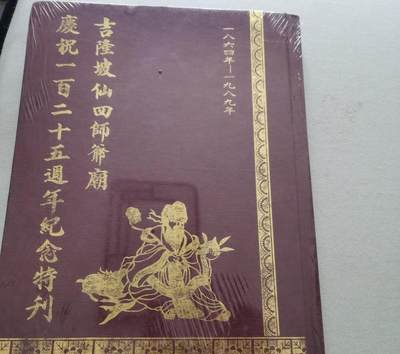 一八六四年—一九八九年
吉隆坡仙四師爺廟
慶祝一百二十五週年紀念特刊